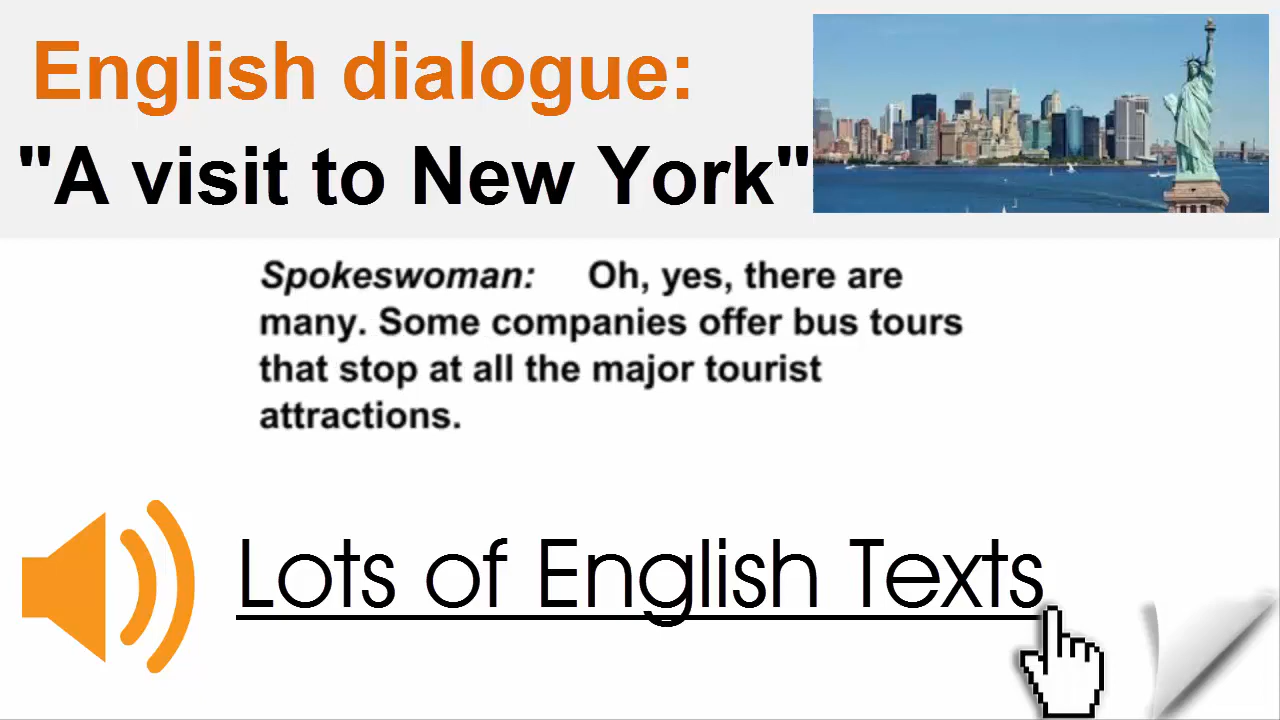 English dialogue:
"A visit to New York"
Spokeswoman: Oh, yes, there are
many. Some companies offer bus tours
that stop at all the major tourist
attractions.
Lots of English Texts